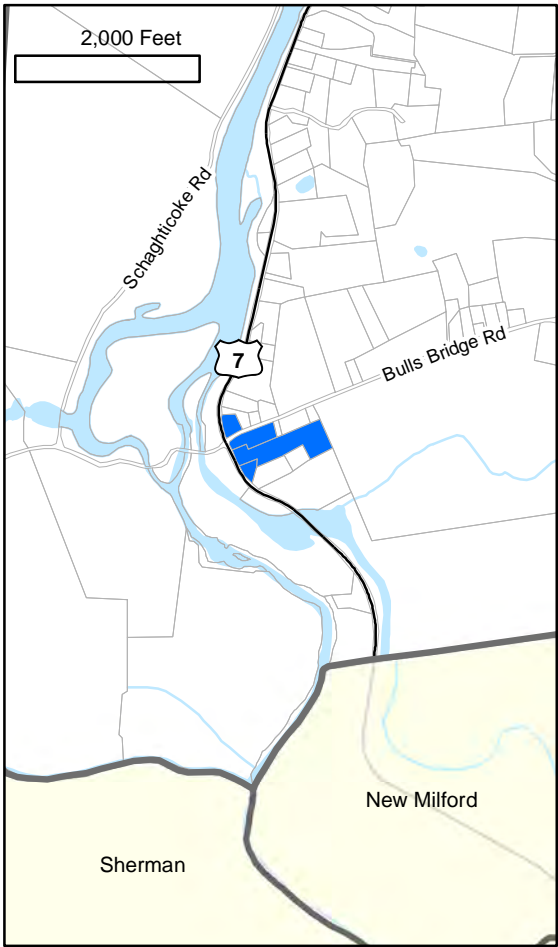 2,000 Feet
Schaghticoke Rd
7
Bulls Bridge Rd
New Milford
Sherman